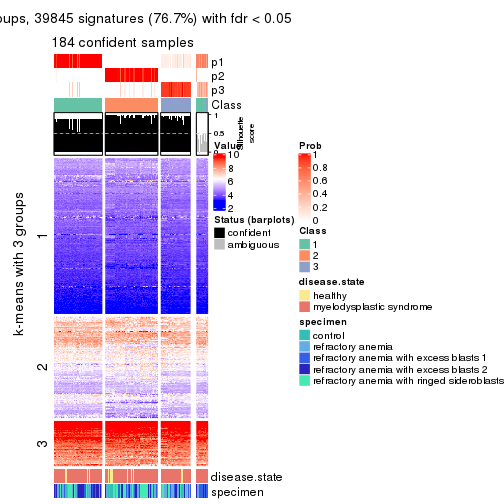 oups, 39845 signatures (76.7%) with fdr < 0.05
184 confident samples
p1
p2
p3
Class
1
0.5
0
Silhouette
score
Value
10
8
6
4
2
Status (barplots)
confident
ambiguous
Prob
1
0.8
0.6
0.4
0.2
0
Class
1
2
3
disease.state
healthy
myelodysplastic syndrome
specimen
control
refractory anemia
refractory anemia with excess blasts 1
refractory anemia with excess blasts 2
refractory anemia with ringed sideroblasts
k-means with 3 groups
1
2
3
disease.state
specimen